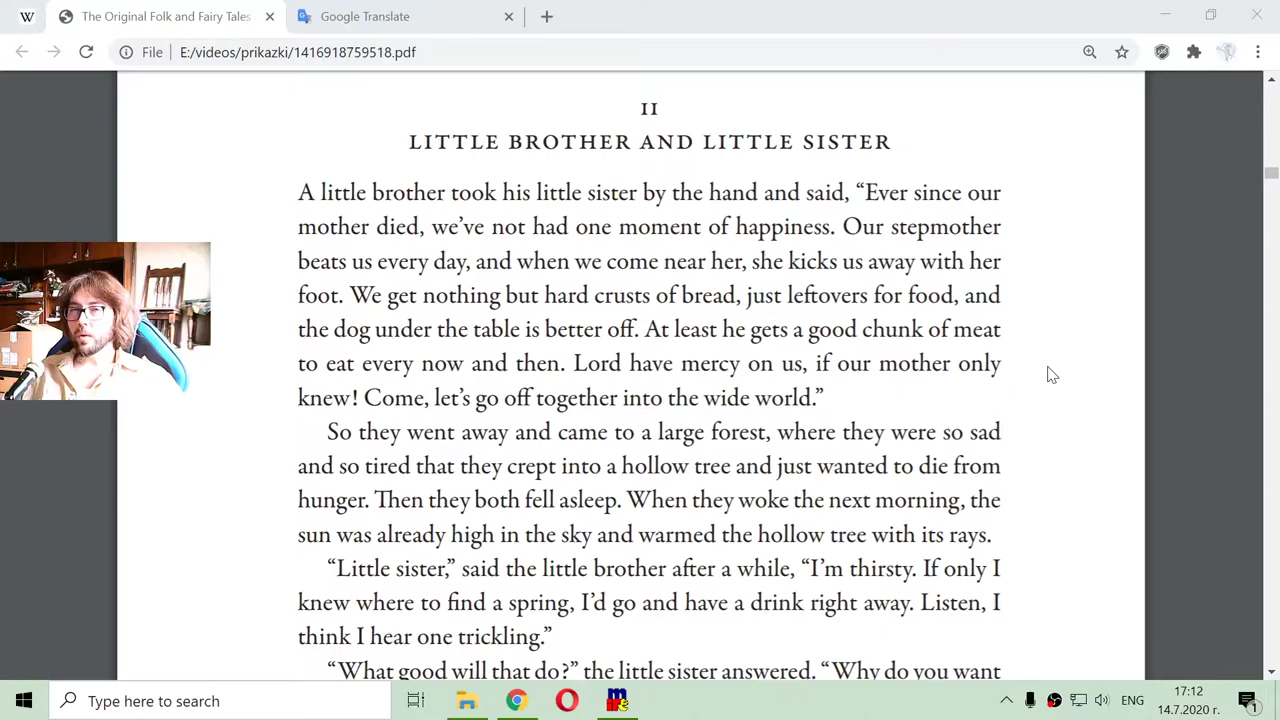 The Original Folk and Fairy Tales
Google Translate
File | E:/videos/prikazki/1416918759518.pdf
11
LITTLE BROTHER AND LITTLE SISTER
A little brother took his little sister by the hand and said, “Ever since our
mother died, we’ve not had one moment of happiness. Our stepmother
beats us every day, and when we come near her, she kicks us away with her
foot. We get nothing but hard crusts of bread, just leftovers for food, and
the dog under the table is better off. At least he gets a good chunk of meat
to eat every now and then. Lord have mercy on us, if our mother only
knew! Come, let’s go off together into the wide world.”
So they went away and came to a large forest, where they were so sad
and so tired that they crept into a hollow tree and just wanted to die from
hunger. Then they both fell asleep. When they woke the next morning, the
sun was already high in the sky and warmed the hollow tree with its rays.
“Little sister,” said the little brother after a while, “I’m thirsty. If only I
knew where to find a spring, I’d go and have a drink right away. Listen, I
think I hear one trickling.”
“What good will that do?” the little sister answered. “Why do you want
Type here to search
ЕНГ
17:12
14.7.2020 г.
1